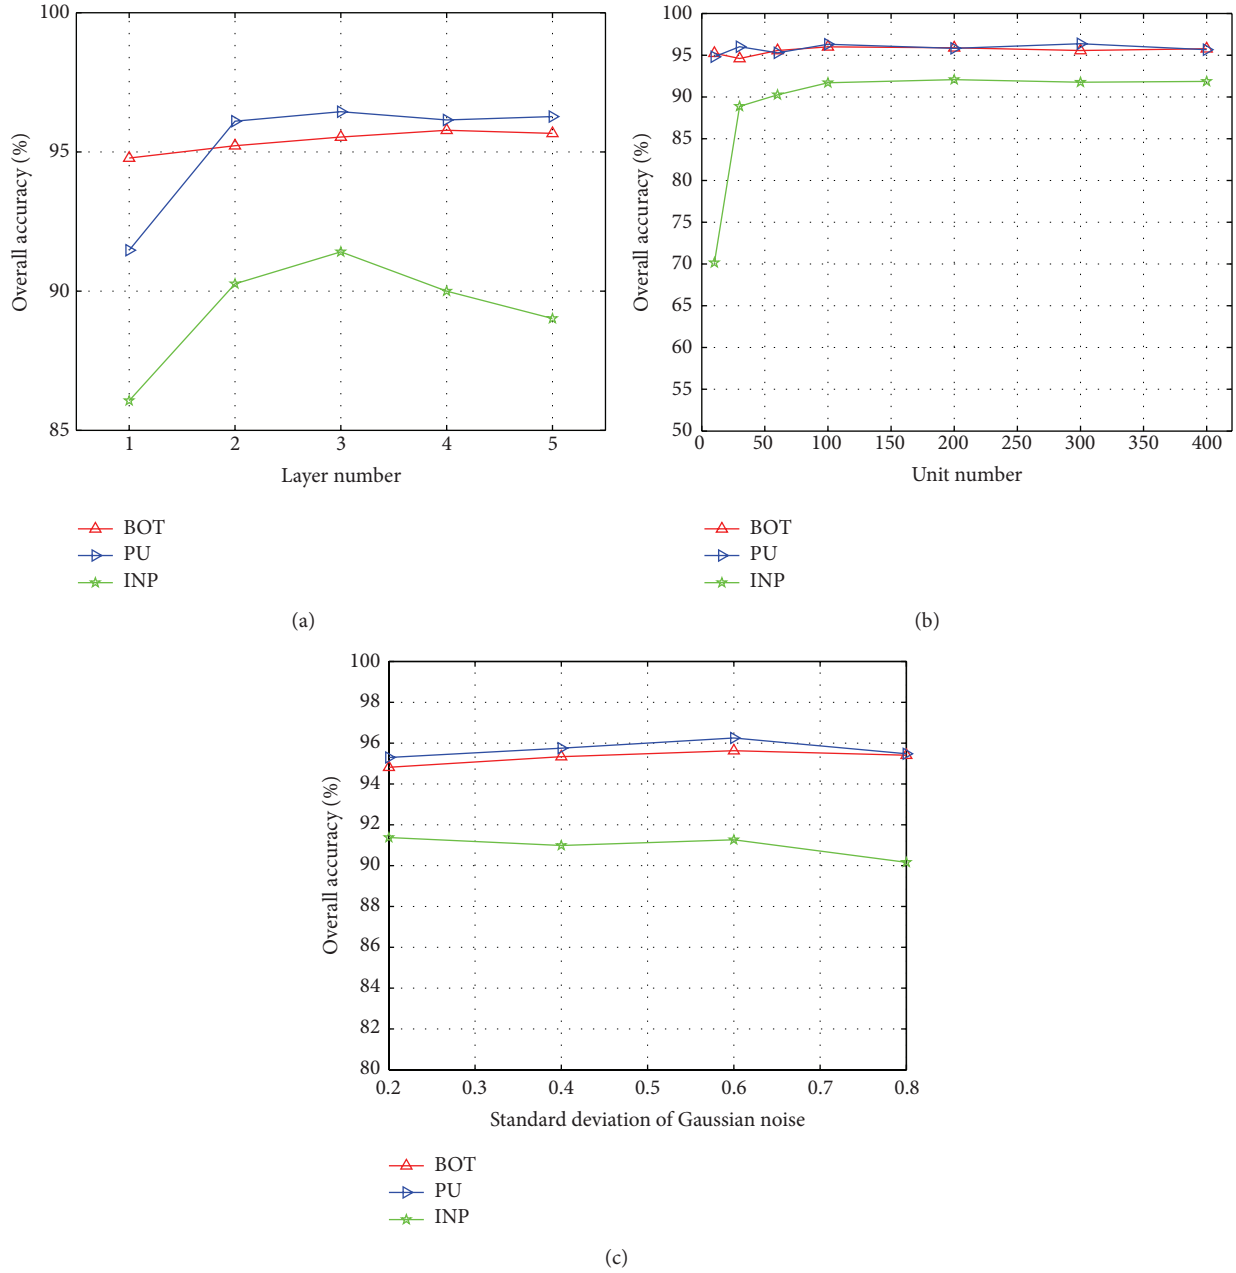 100
95
90
85
Overall accuracy (%)
1 2 3 4 5
Layer number
BOT
PU
INP
(a)
100
95
90
85
80
75
70
65
60
55
50
Overall accuracy (%)
0 50 100 150 200 250 300 350 400
Unit number
BOT
PU
INP
(b)
100
98
96
94
92
90
88
86
84
82
80
Overall accuracy (%)
0.2 0.3 0.4 0.5 0.6 0.7 0.8
Standard deviation of Gaussian noise
BOT
PU
INP
(c)